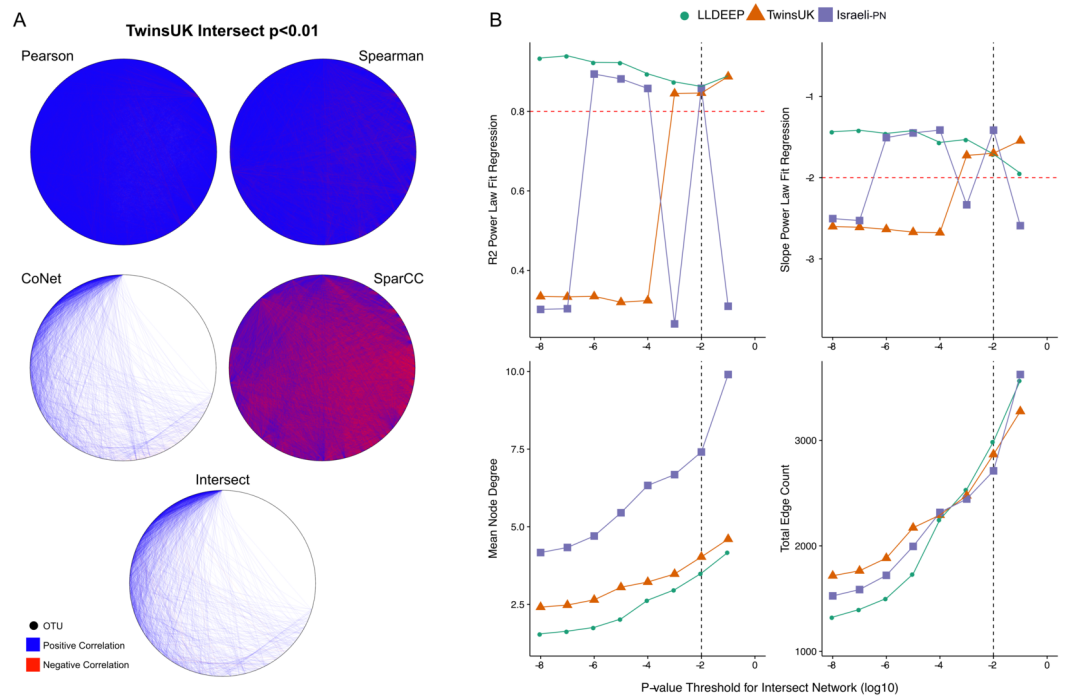 A
B
LLDEEP TwinsUK Israeli-PN
TwinsUK Intersect p<0.01
Pearson
Spearman
CoNet
SparCC
Intersect
OTU
Positive Correlation
Negative Correlation
R2 Power Law Fit Regression
0.8
0.6
0.4
-8 -6 -4 -2 0
Slope Power Law Fit Regression
-1
-2
-3
-8 -6 -4 -2 0
Mean Node Degree
10.0
7.5
5.0
2.5
-8 -6 -4 -2 0
Total Edge Count
3000
2000
1000
-8 -6 -4 -2 0
P-value Threshold for Intersect Network (log10)